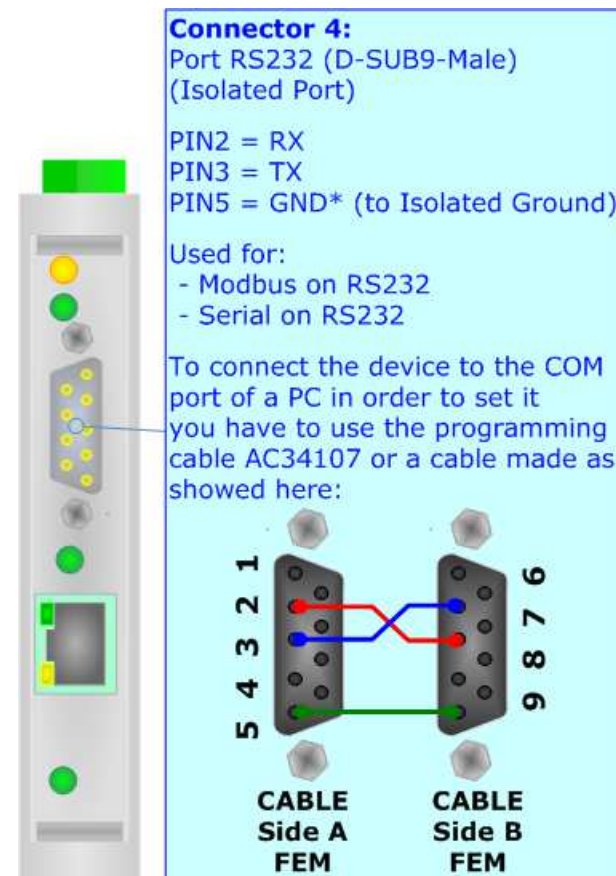 Connector 4:
Port RS232 (D-SUB9-Male)
(Isolated Port)
PIN2 = RX
PIN3 = TX
PIN5 = GND* (to Isolated Ground)
Used for:
- Modbus on RS232
- Serial on RS232
To connect the device to the COM
port of a PC in order to set it
you have to use the programming
cable AC34107 or a cable made as
showed here:
1
2
3
4
5
6
7
8
9
CABLE
Side A
FEM
CABLE
Side B
FEM